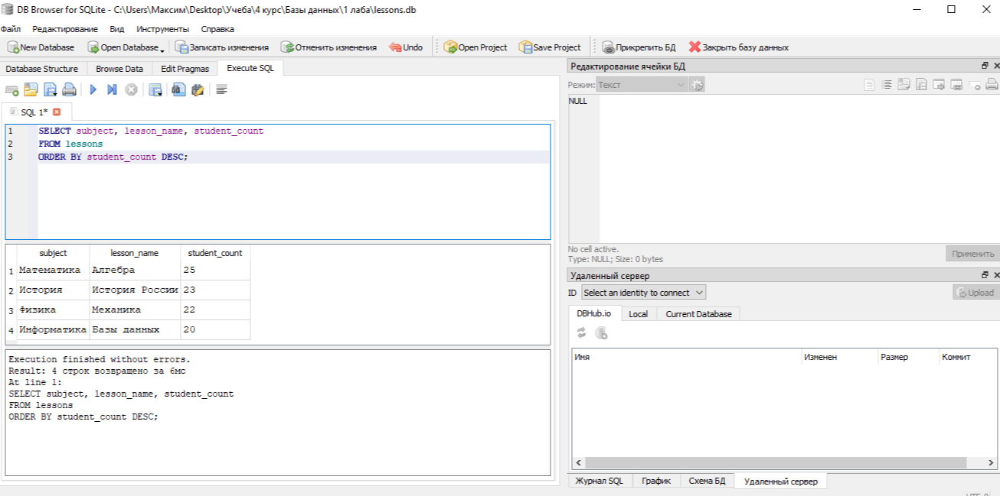 DB Browser for SQLite - C:\Users\Максим\Desktop\Учеба\4 курс\Базы данных\1 лаба\lessons.db
Файл Редактирование Вид Инструменты Справка
New Database Open Database Записать изменения Отменить изменения Undo Open Project Save Project Прикрепить БД Закрыть базу данных
Database Structure Browse Data Edit Pragmas Execute SQL
SQL 1*
1 SELECT subject, lesson_name, student_count
2 FROM lessons
3 ORDER BY student_count DESC;
subject lesson_name student_count
1 Математика Алгебра 25
2 История История России 23
3 Физика Механика 22
4 Информатика Базы данных 20
Execution finished without errors.
Result: 4 строк возвращено за 6мс
At line 1:
SELECT subject, lesson_name, student_count
FROM lessons
ORDER BY student_count DESC;
Редактирование ячейки БД
Режим: Текст
NULL
No cell active.
Type: NULL; Size: 0 bytes
Применить
Удаленный сервер
ID Select an identity to connect Upload
DBHub.io Local Current Database
Имя Изменен Размер Коммит
Журнал SQL График Схема БД Удаленный сервер